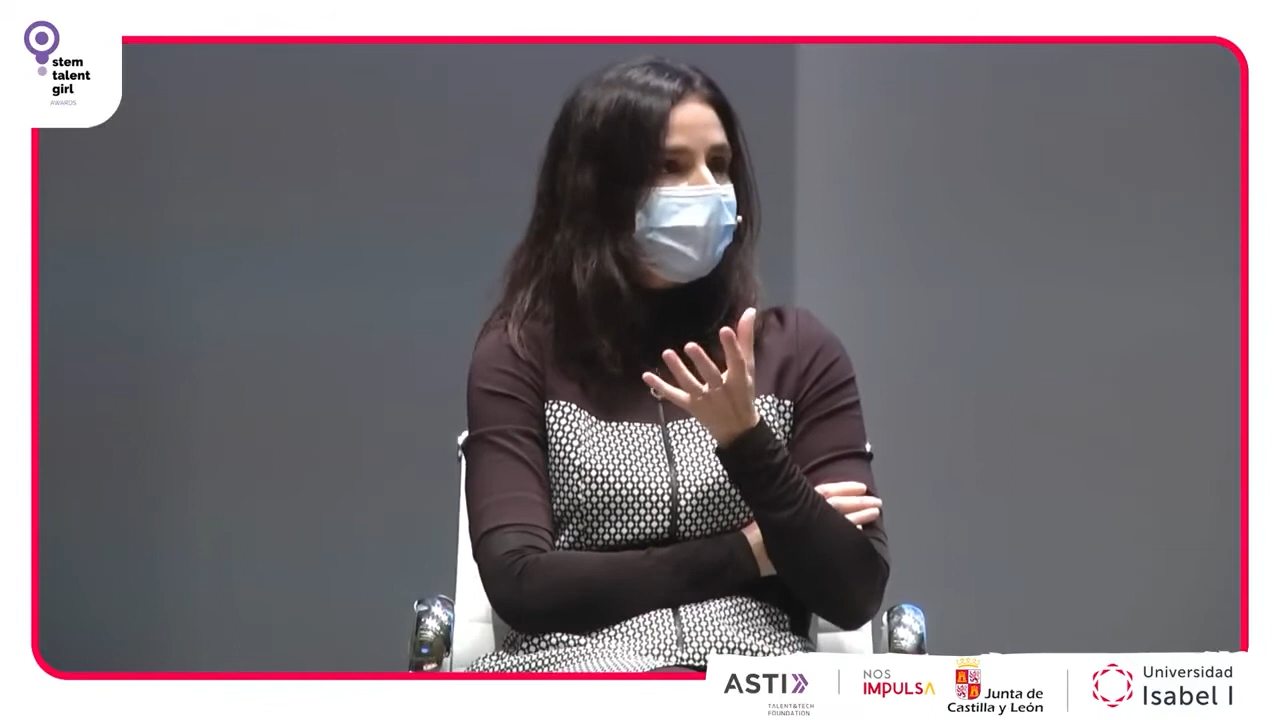 stem
talent
girl
AWARDS
ASTI
TALENT&TECH
FOUNDATION
NOS
IMPULSA
Junta de
Castilla y León
Universidad
Isabel I